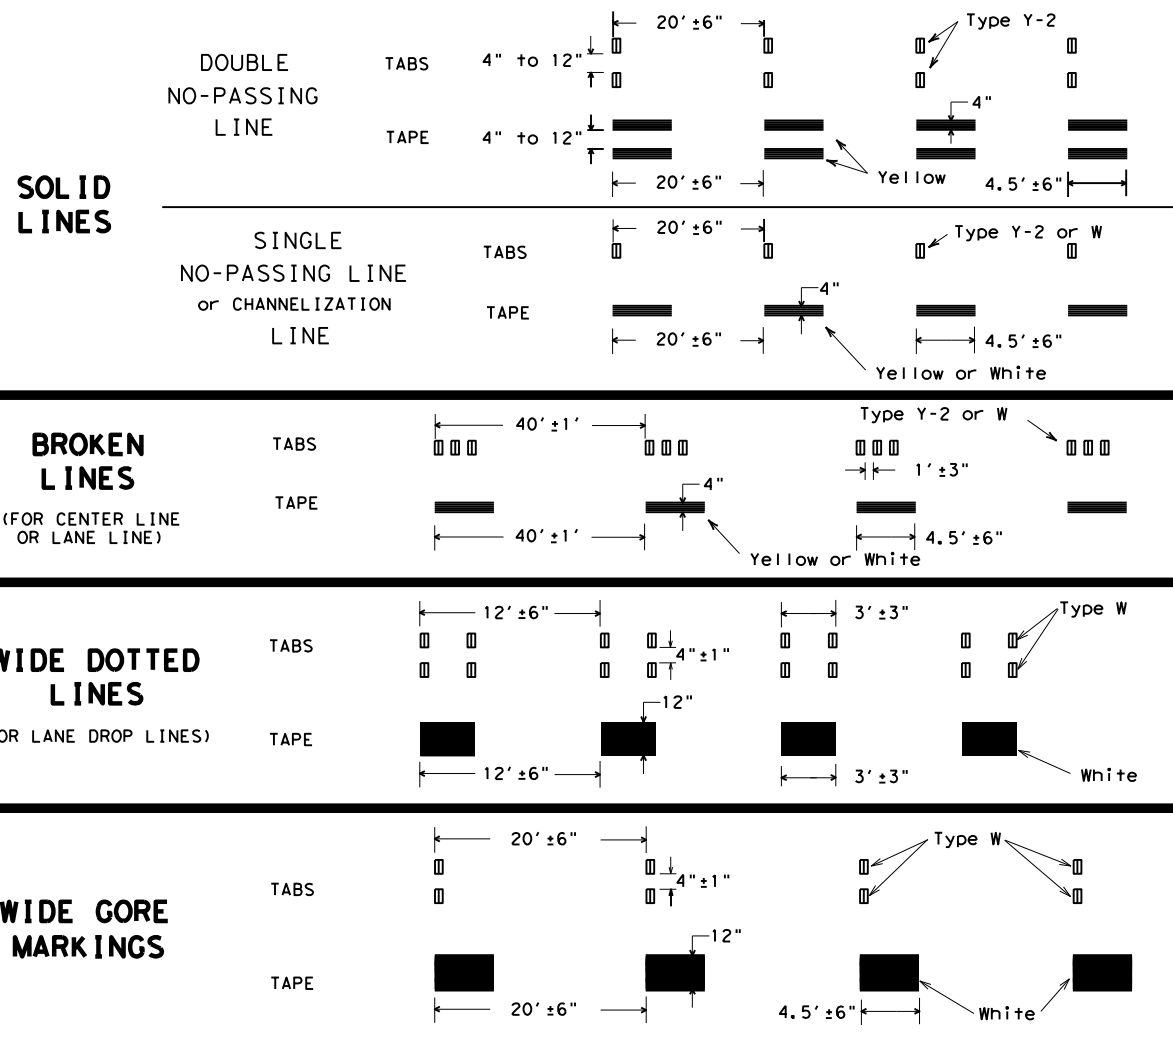 SOLID
LINES
DOUBLE
NO-PASSING
LINE
TABS
4" to 12"
20'±6"
Type Y-2
TAPE
4" to 12"
4"
Yellow
20'±6"
4.5'±6"
SINGLE
NO-PASSING LINE
or CHANNELIZATION
LINE
TABS
20'±6"
Type Y-2 or W
TAPE
4"
20'±6"
4.5'±6"
Yellow or White
BROKEN
LINES
(FOR CENTER LINE
OR LANE LINE)
TABS
40'±1'
Type Y-2 or W
1'±3"
TAPE
4"
40'±1'
4.5'±6"
Yellow or White
WIDE DOTTED
LINES
OR LANE DROP LINES)
TABS
12'±6"
3'±3"
Type W
4"±1"
TAPE
12"
12'±6"
3'±3"
White
WIDE GORE
MARKINGS
TABS
20'±6"
Type W
4"±1"
TAPE
12"
20'±6"
4.5'±6"
White